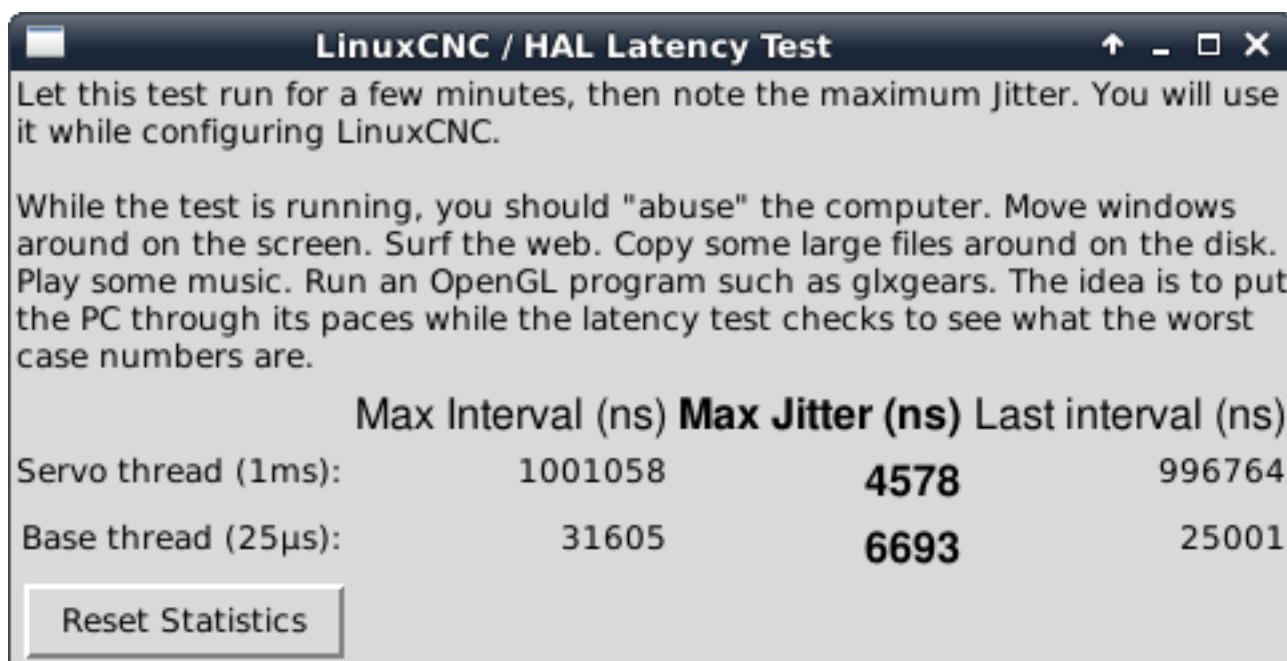 LinuxCNC / HAL Latency Test
Let this test run for a few minutes, then note the maximum Jitter. You will use
it while configuring LinuxCNC.
While the test is running, you should "abuse" the computer. Move windows
around on the screen. Surf the web. Copy some large files around on the disk.
Play some music. Run an OpenGL program such as glxgears. The idea is to put
the PC through its paces while the latency test checks to see what the worst
case numbers are.
Max Interval (ns) Max Jitter (ns) Last interval (ns)
Servo thread (1ms): 1001058 4578 996764
Base thread (25µs): 31605 6693 25001
Reset Statistics